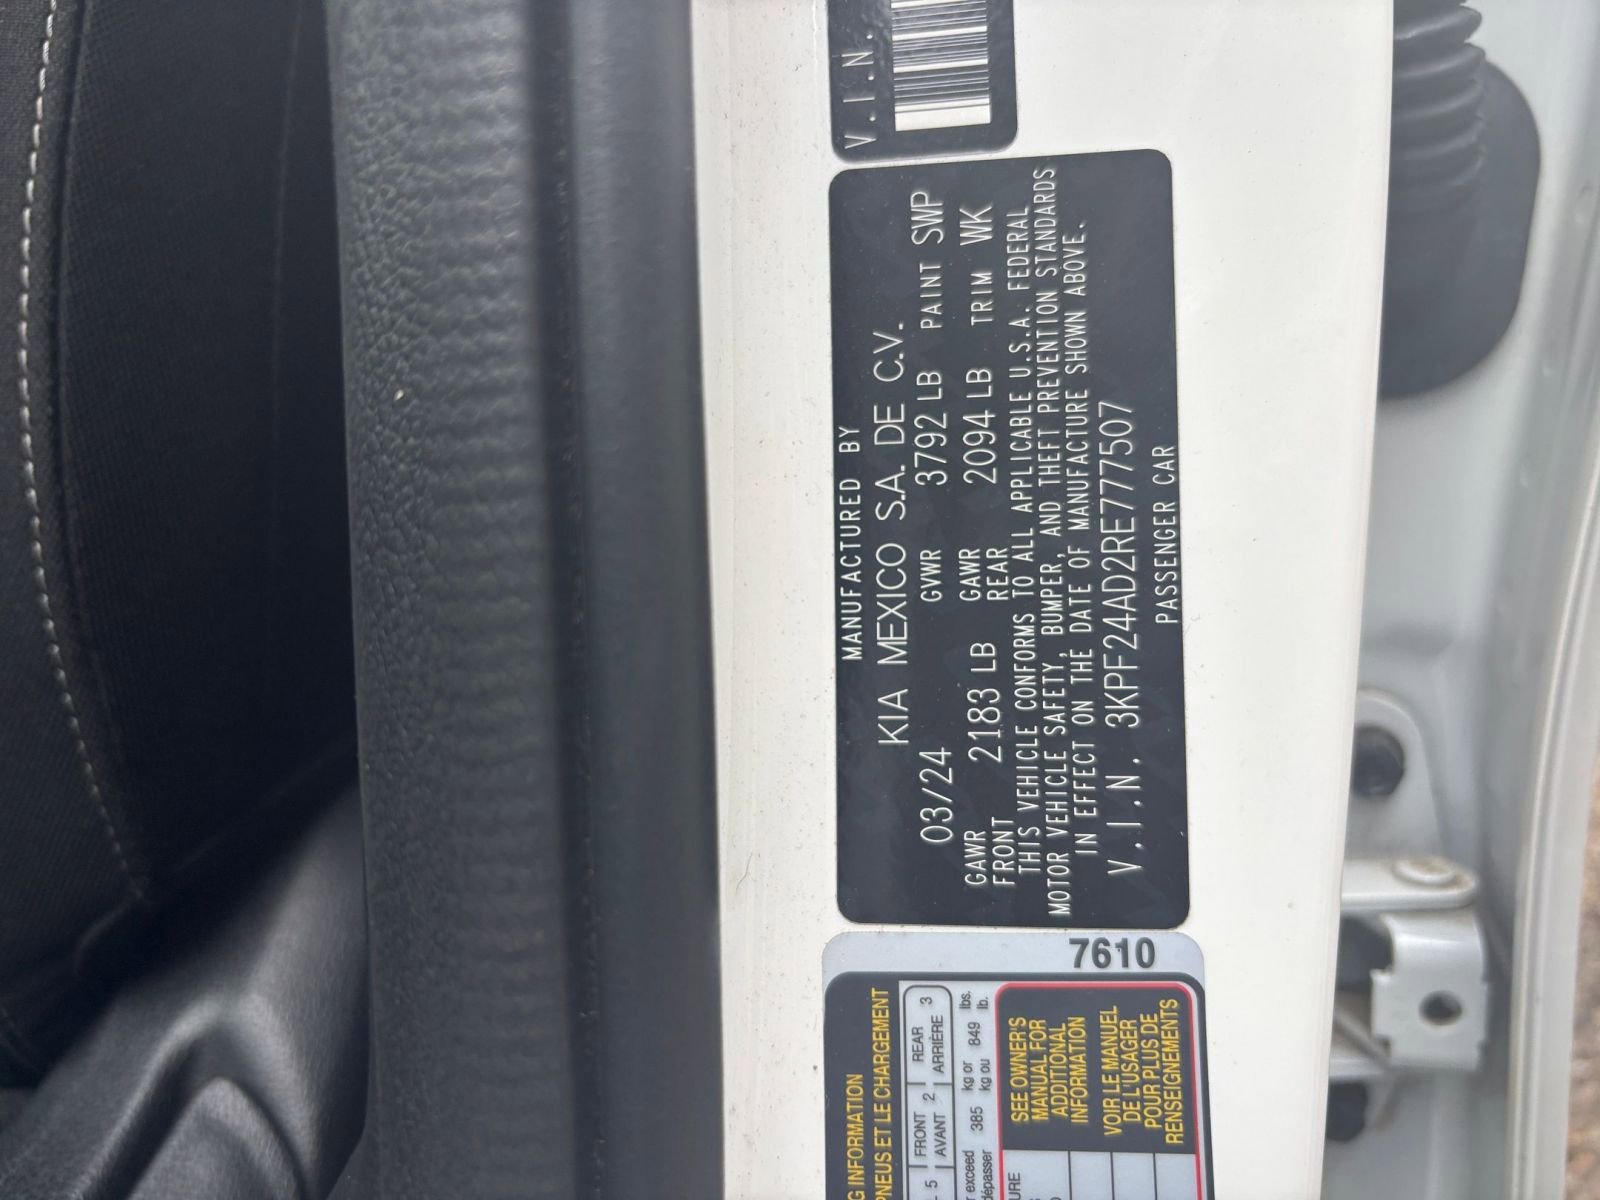 V.I.N.
MANUFACTURED BY
KIA MEXICO S.A. DE C.V.
03/24 GVWR 3792 LB PAINT SWP
GAWR FRONT 2183 LB GAWR REAR 2094 LB TRIM WK
THIS VEHICLE CONFORMS TO ALL APPLICABLE U.S.A. FEDERAL
MOTOR VEHICLE SAFETY, BUMPER, AND THEFT PREVENTION STANDARDS
IN EFFECT ON THE DATE OF MANUFACTURE SHOWN ABOVE.
V.I.N. 3KPF24AD2RE777507
PASSENGER CAR
7610
INFORMATION
PNEUS ET LE CHARGEMENT
5 FRONT 2 REAR 3
AVANT ARRIÈRE
exceed 385 kg or 849 lbs.
dépasser kg ou lb.
SEE OWNER'S
MANUAL FOR
ADDITIONAL
INFORMATION
VOIR LE MANUEL
DE L'USAGER
POUR PLUS DE
RENSEIGNEMENTS